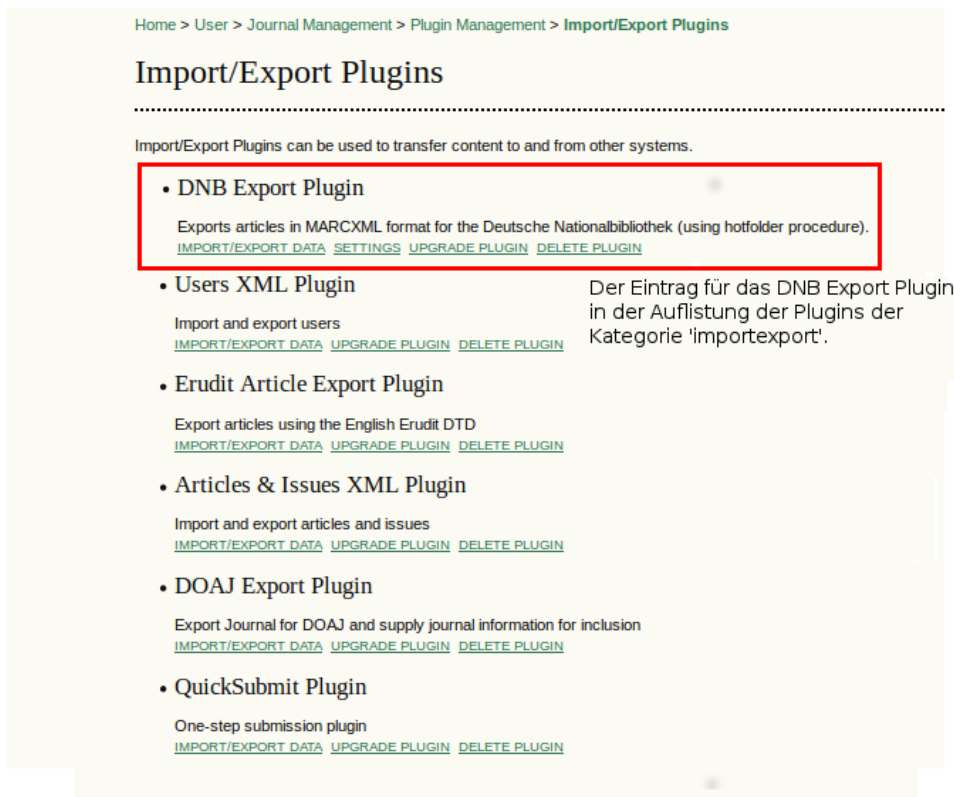 Home > User > Journal Management > Plugin Management > Import/Export Plugins
Import/Export Plugins
Import/Export Plugins can be used to transfer content to and from other systems.
• DNB Export Plugin
Exports articles in MARCXML format for the Deutsche Nationalbibliothek (using hotfolder procedure).
IMPORT/EXPORT DATA SETTINGS UPGRADE PLUGIN DELETE PLUGIN
• Users XML Plugin
Import and export users
IMPORT/EXPORT DATA UPGRADE PLUGIN DELETE PLUGIN
Der Eintrag für das DNB Export Plugin
in der Auflistung der Plugins der
Kategorie 'importexport'.
• Erudit Article Export Plugin
Export articles using the English Erudit DTD
IMPORT/EXPORT DATA UPGRADE PLUGIN DELETE PLUGIN
• Articles & Issues XML Plugin
Import and export articles and issues
IMPORT/EXPORT DATA UPGRADE PLUGIN DELETE PLUGIN
• DOAJ Export Plugin
Export Journal for DOAJ and supply journal information for inclusion
IMPORT/EXPORT DATA UPGRADE PLUGIN DELETE PLUGIN
• QuickSubmit Plugin
One-step submission plugin
IMPORT/EXPORT DATA UPGRADE PLUGIN DELETE PLUGIN